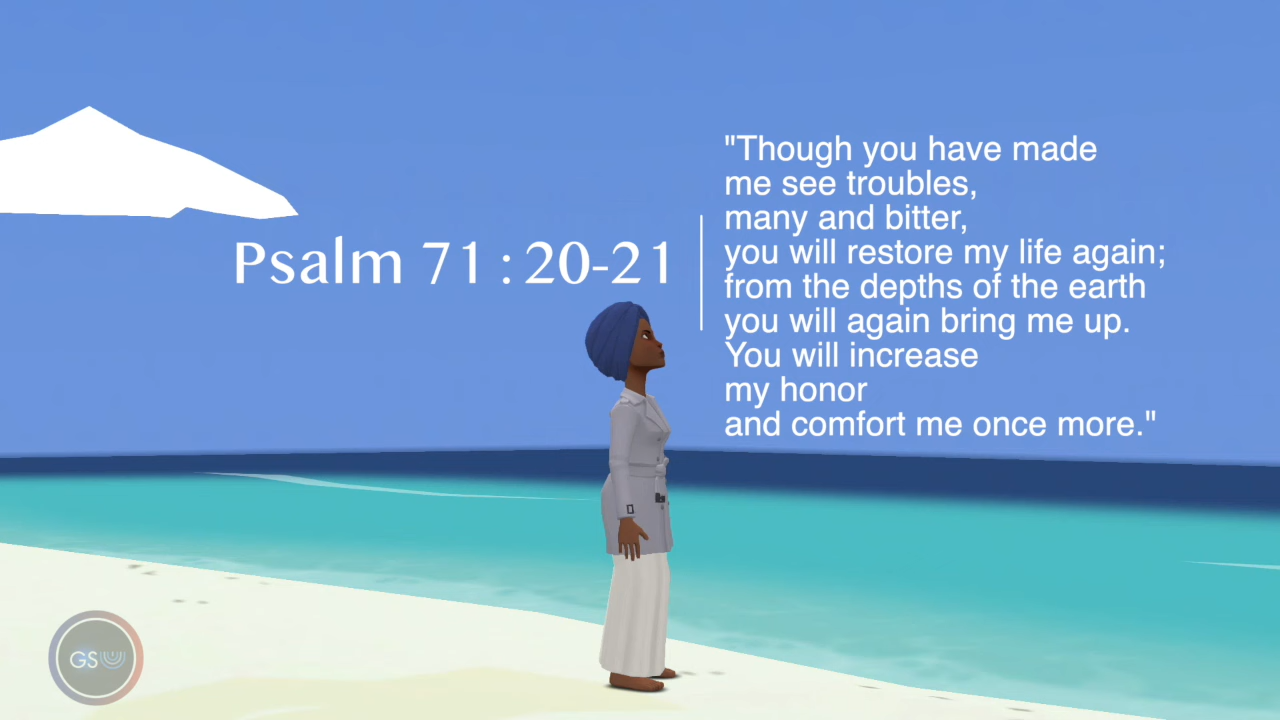 Psalm 71:20-21
"Though you have made
me see troubles,
many and bitter,
you will restore my life again;
from the depths of the earth
you will again bring me up.
You will increase
my honor
and comfort me once more."
GS